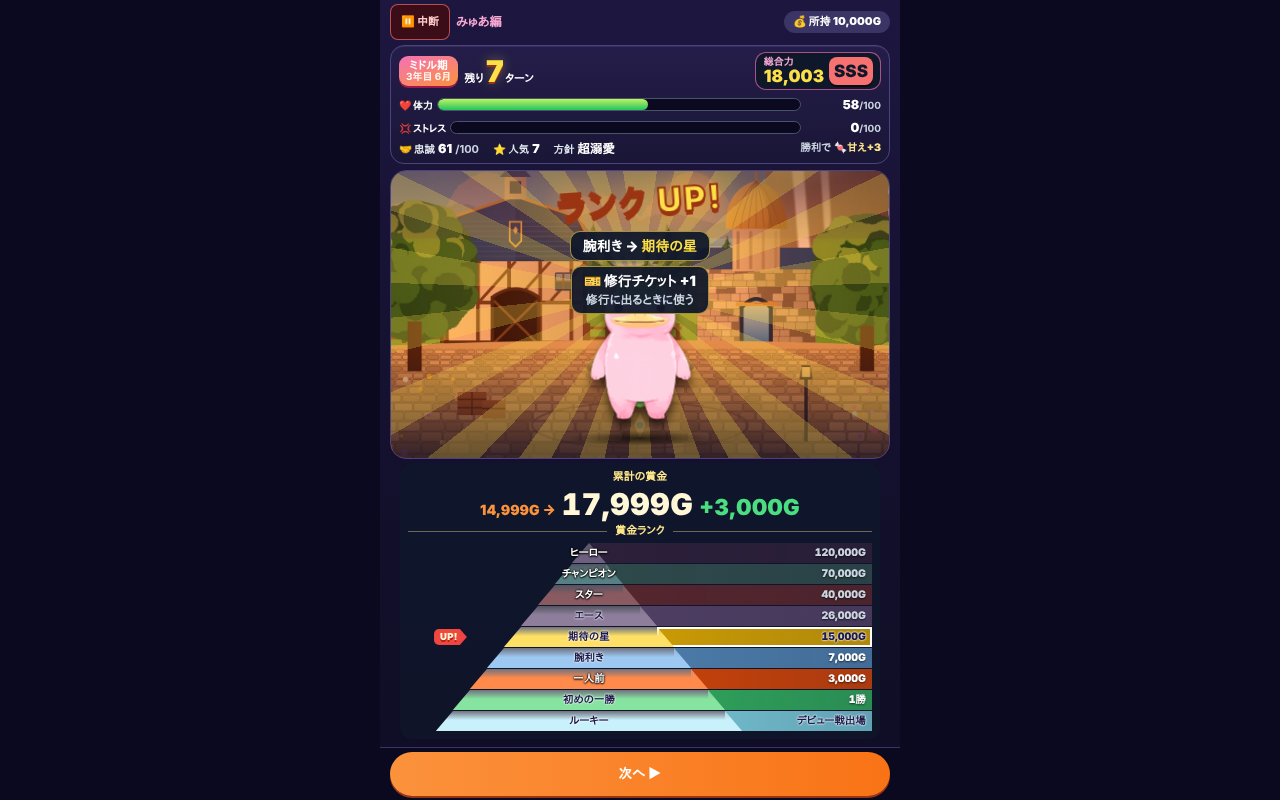 ⏸ 中断 みゅあ編 💰 所持 10,000G
ミドル期
3年目 6月
残り 7 ターン
総合力
18,003 SSS
❤️ 体力 58/100
💢 ストレス 0/100
🤝 忠誠 61 /100 ⭐ 人気 7 方針 超溺愛 勝利で 🍬甘え+3
ランク UP!
腕利き → 期待の星
🎫 修行チケット +1
修行に出るときに使う
累計の賞金
14,999G → 17,999G +3,000G
賞金ランク
ヒーロー 120,000G
チャンピオン 70,000G
スター 40,000G
エース 26,000G
UP! 期待の星 15,000G
腕利き 7,000G
一人前 3,000G
初めの一勝 1勝
ルーキー デビュー戦出場
次へ ▶